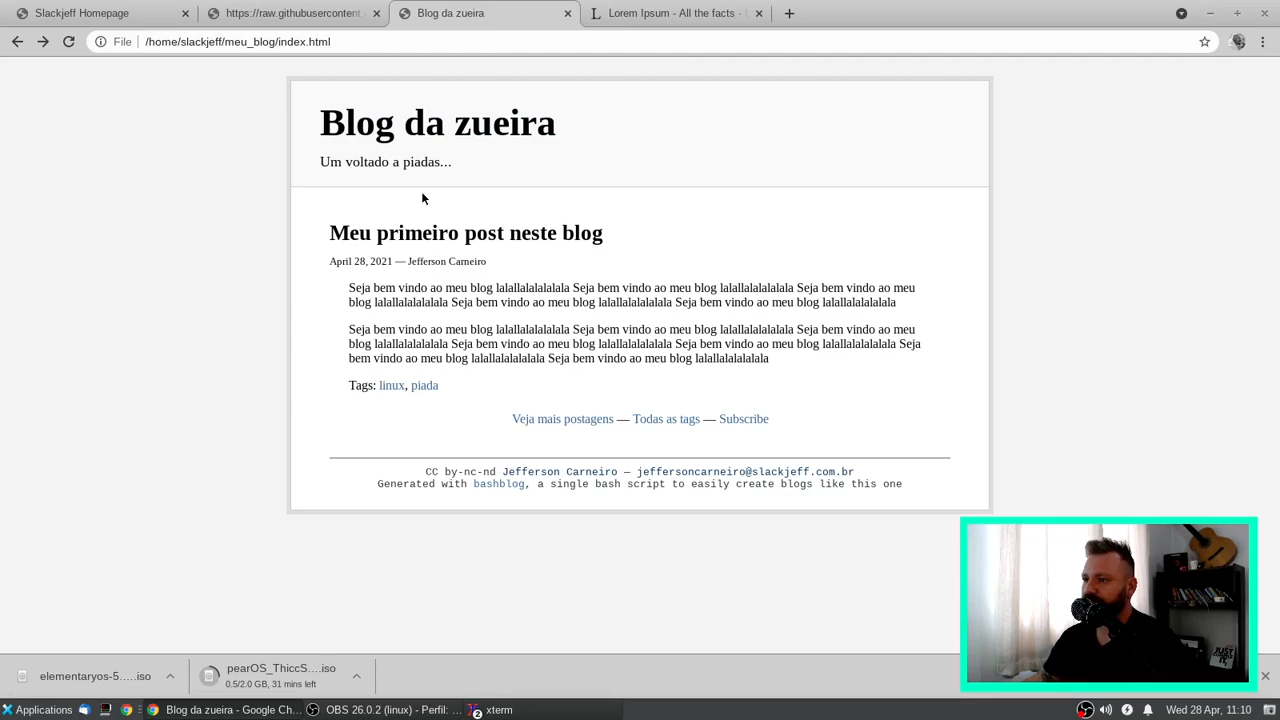 Slackjeff Homepage
https://raw.githubusercontent.
Blog da zueira
Lorem Ipsum - All the facts - L
File
/home/slackjeff/meu_blog/index.html
Blog da zueira
Um voltado a piadas...
Meu primeiro post neste blog
April 28, 2021 — Jefferson Carneiro
Seja bem vindo ao meu blog lalallalalalalala Seja bem vindo ao meu blog lalallalalalalala Seja bem vindo ao meu
blog lalallalalalalala Seja bem vindo ao meu blog lalallalalalalala Seja bem vindo ao meu blog lalallalalalalala
Seja bem vindo ao meu blog lalallalalalalala Seja bem vindo ao meu blog lalallalalalalala Seja bem vindo ao meu
blog lalallalalalalala Seja bem vindo ao meu blog lalallalalalalala Seja bem vindo ao meu blog lalallalalalalala Seja
bem vindo ao meu blog lalallalalalalala Seja bem vindo ao meu blog lalallalalalalala
Tags: linux, piada
Veja mais postagens — Todas as tags — Subscribe
CC by-nc-nd Jefferson Carneiro — jeffersoncarneiro@slackjeff.com.br
Generated with bashblog, a single bash script to easily create blogs like this one
elementaryos-5.....iso
pearOS_ThiccS....iso
0.5/2.0 GB, 31 mins left
Applications
Blog da zueira - Google Ch...
OBS 26.0.2 (linux) - Perfil: ...
2
xterm
Wed 28 Apr, 11:10